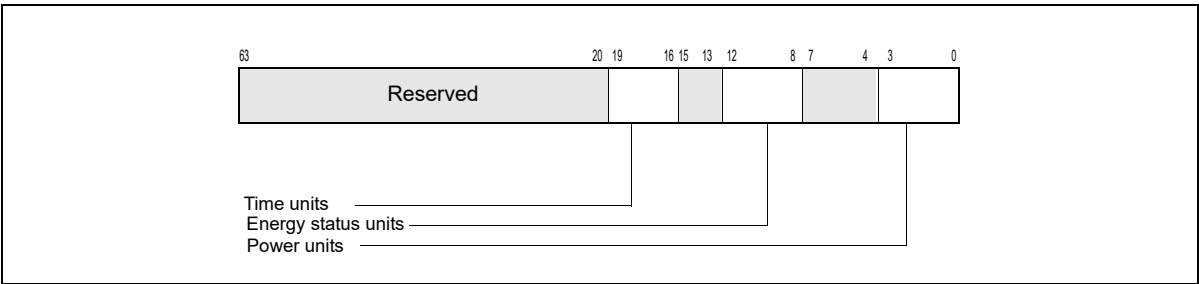 63 20 19 16 15 13 12 8 7 4 3 0
Reserved
Time units
Energy status units
Power units